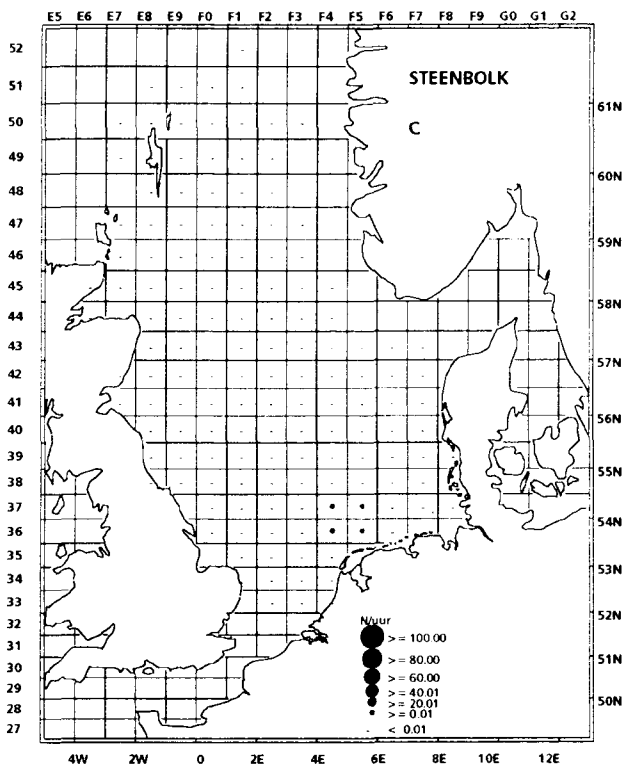 E5 E6 E7 E8 E9 F0 F1 F2 F3 F4 F5 F6 F7 F8 F9 G0 G1 G2
52
STEENBOLK
51
61N
50
C
49
60N
48
47
59N
46
45
58N
44
43
57N
42
41
56N
40
39
55N
38
37
54N
36
35
53N
34
33
52N
32
31
51N
30
29
50N
28
27
N/uur
>= 100.00
>= 80.00
>= 60.00
>= 40.01
>= 20.01
>= 0.01
< 0.01
4W 2W 0 2E 4E 6E 8E 10E 12E